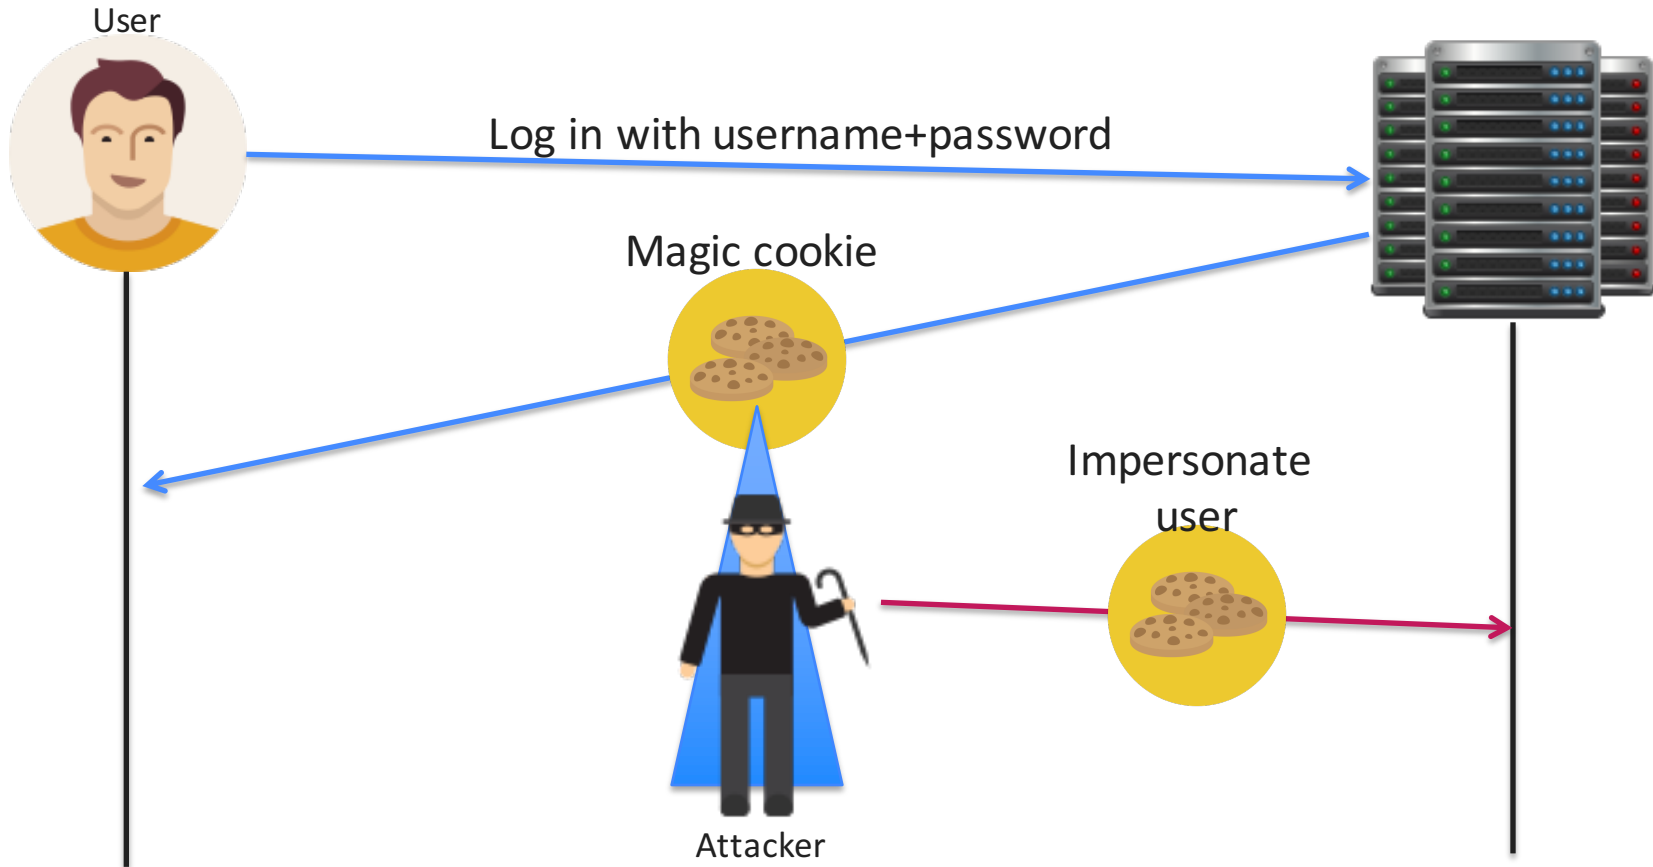 User
Log in with username+password
Magic cookie
Impersonate
user
Attacker